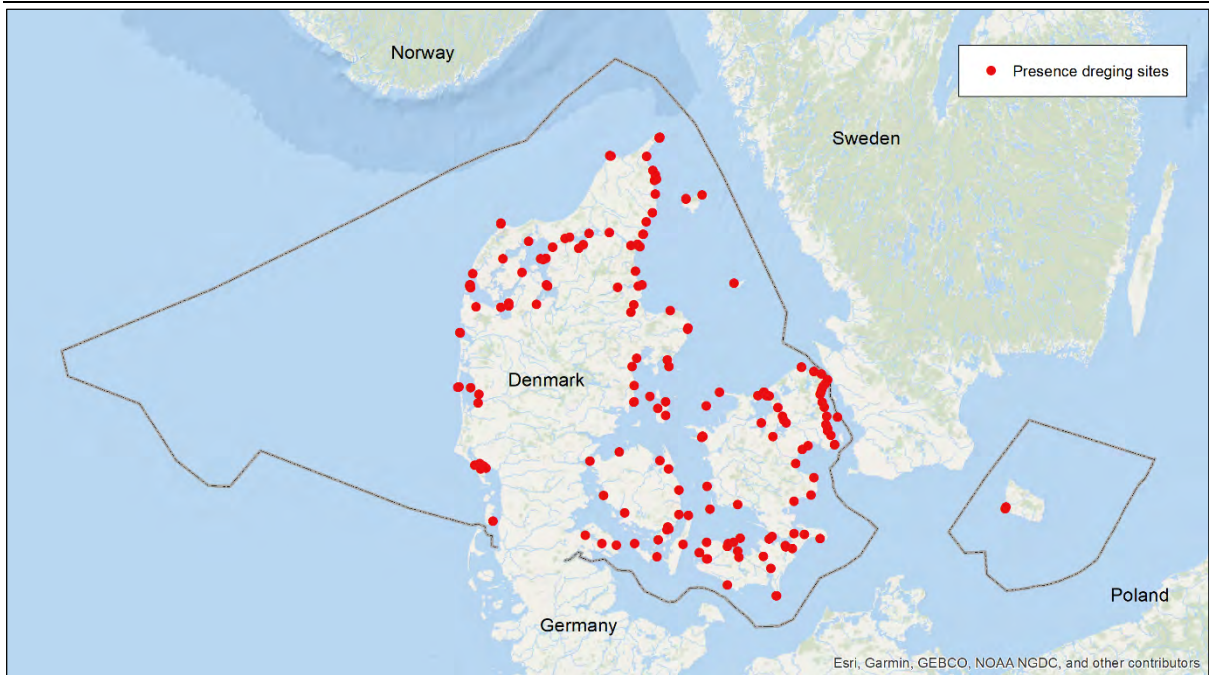 Norway
Presence dreging sites
Sweden
Denmark
Poland
Germany
Esri, Garmin, GEBCO, NOAA NGDC, and other contributors